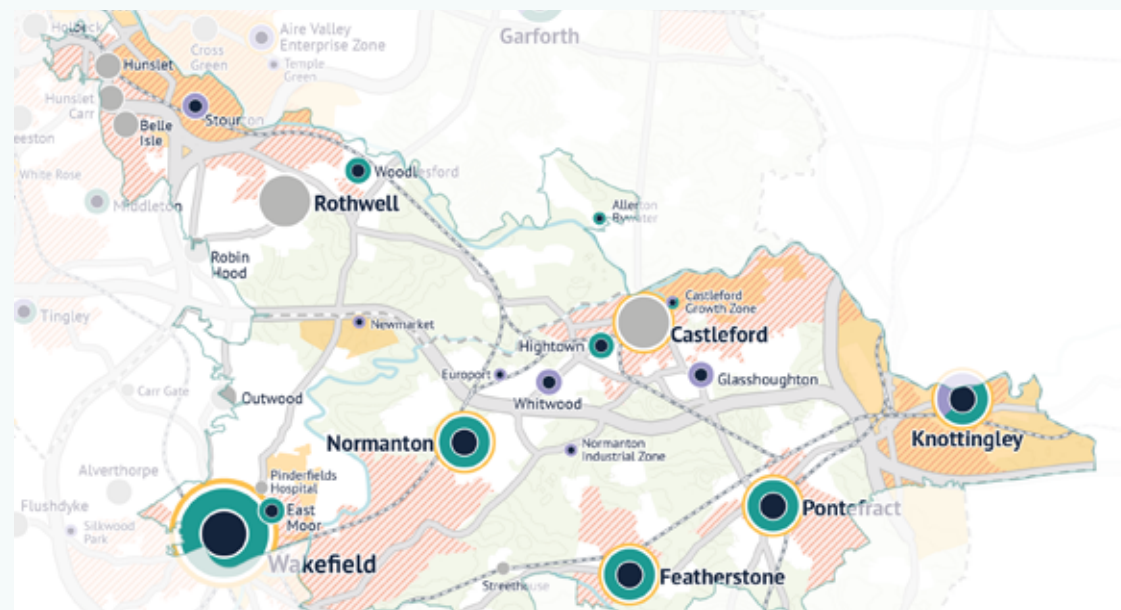 Holbeck
Cross
Green
Aire Valley
Enterprise Zone
Garforth
Hunslet
Temple
Green
Hunslet
Carr
Stourton
Belle
Isle
Beeston
White Rose
Woodlesford
Middleton
Rothwell
Allerton
Bywater
Robin
Hood
Castleford
Growth Zone
Tingley
Newmarket
Castleford
Hightown
Europort
Glasshoughton
Carr Gate
Outwood
Whitwood
Knottingley
Normanton
Normanton
Industrial Zone
Alverthorpe
Pinderfields
Hospital
Flushdyke
East
Moor
Pontefract
Silkwood
Park
Wakefield
Streethouse
Featherstone